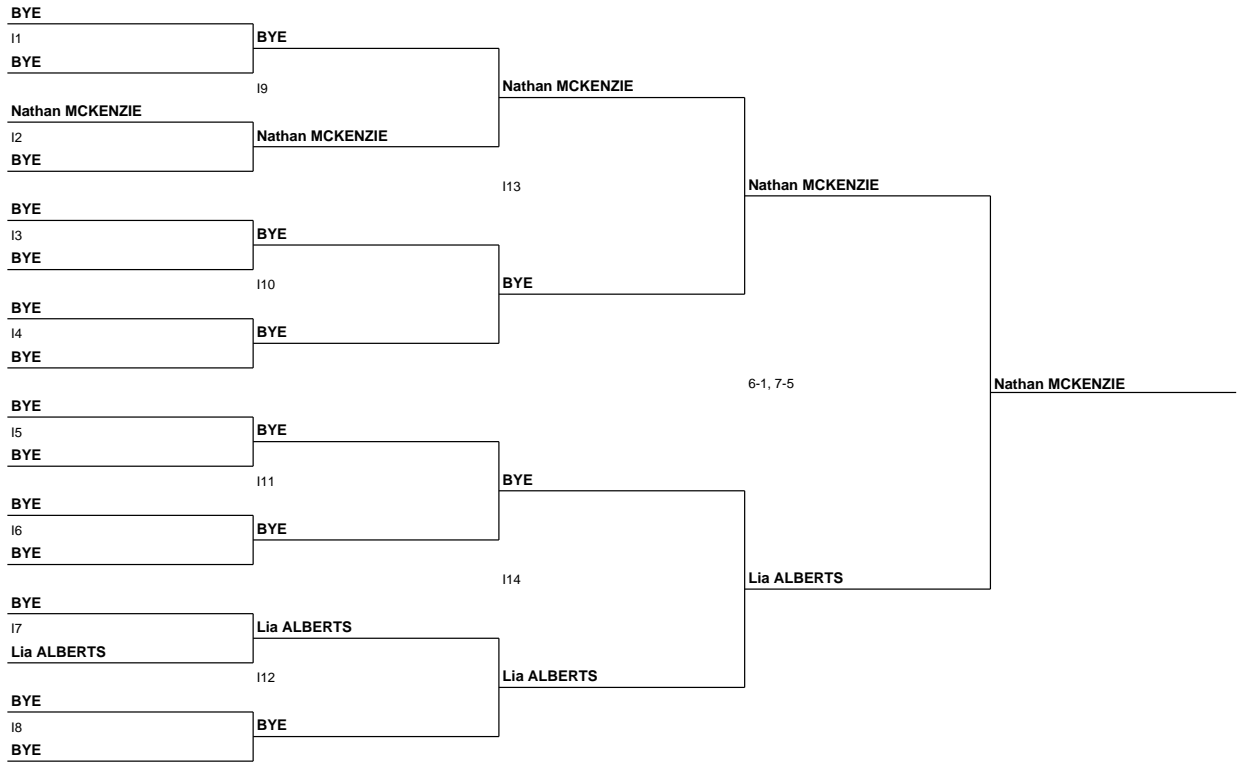 BYE
I1
BYE
BYE
I9
Nathan MCKENZIE
Nathan MCKENZIE
I2
Nathan MCKENZIE
BYE
I13
Nathan MCKENZIE
BYE
I3
BYE
BYE
I10
BYE
BYE
I4
BYE
BYE
6-1, 7-5
Nathan MCKENZIE
BYE
I5
BYE
BYE
I11
BYE
BYE
I6
BYE
BYE
I14
Lia ALBERTS
BYE
I7
Lia ALBERTS
Lia ALBERTS
I12
Lia ALBERTS
BYE
I8
BYE
BYE